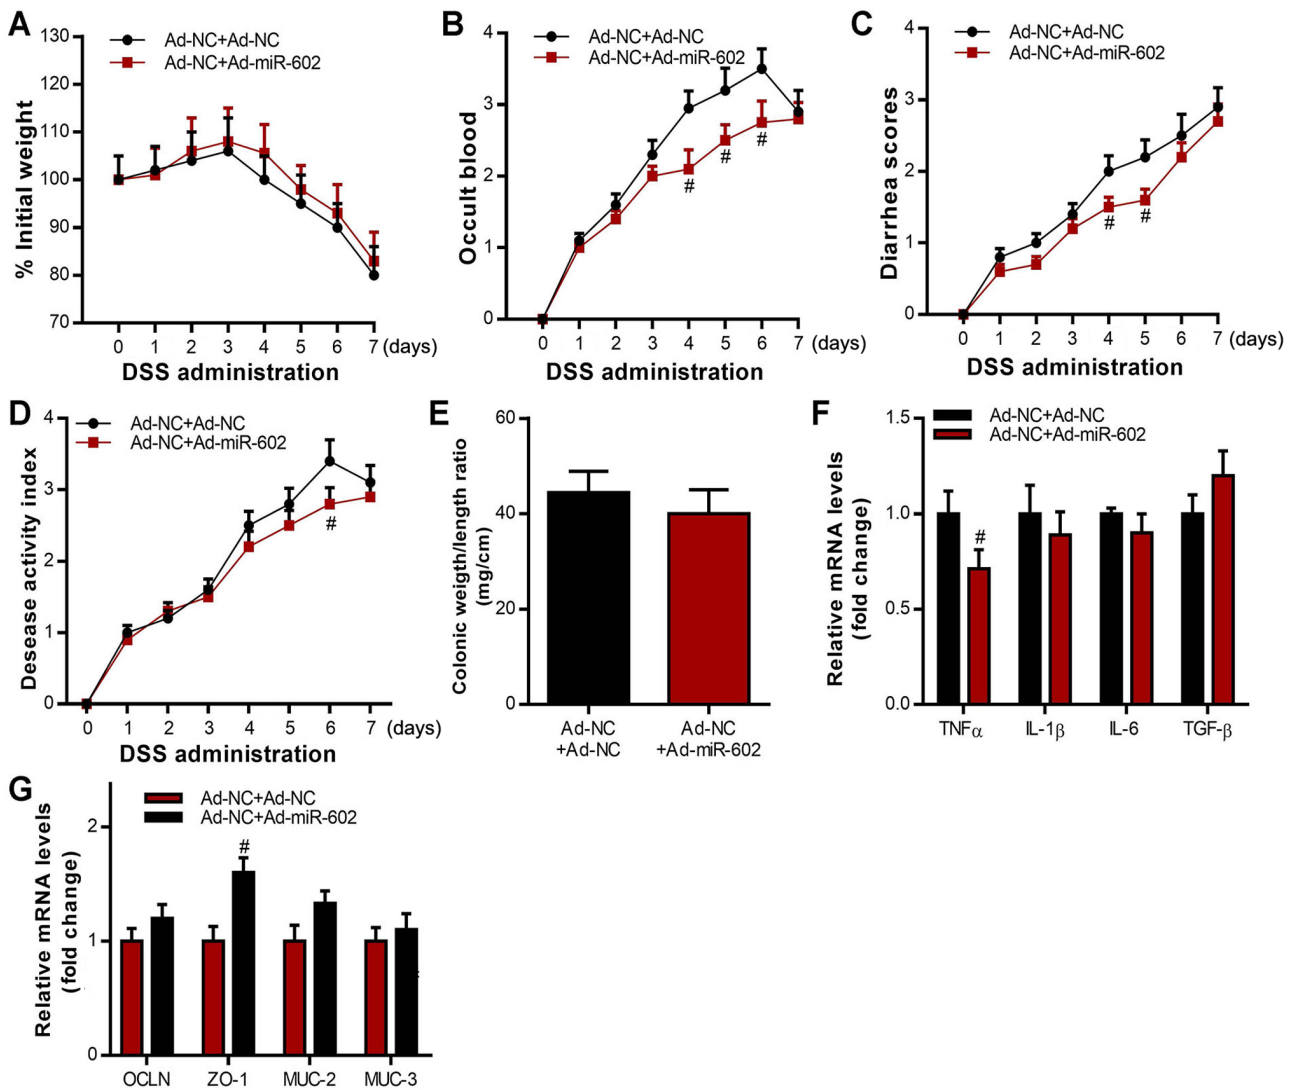 A
130
120
110
100
90
80
70
% Initial weight
Ad-NC+Ad-NC
Ad-NC+Ad-miR-602
0 1 2 3 4 5 6 7 (days)
DSS administration
B
4
3
2
1
0
Occult blood
Ad-NC+Ad-NC
Ad-NC+Ad-miR-602
# # #
0 1 2 3 4 5 6 7 (days)
DSS administration
C
4
3
2
1
0
Diarrhea scores
Ad-NC+Ad-NC
Ad-NC+Ad-miR-602
# #
0 1 2 3 4 5 6 7 (days)
DSS administration
D
4
3
2
1
0
Desease activity index
Ad-NC+Ad-NC
Ad-NC+Ad-miR-602
#
0 1 2 3 4 5 6 7 (days)
DSS administration
E
60
40
20
0
Colonic weigth/length ratio
(mg/cm)
Ad-NC
+Ad-NC
Ad-NC
+Ad-miR-602
F
1.5
1.0
0.5
0.0
Relative mRNA levels
(fold change)
Ad-NC+Ad-NC
Ad-NC+Ad-miR-602
#
TNFα IL-1β IL-6 TGF-β
G
2
1
0
Relative mRNA levels
(fold change)
Ad-NC+Ad-NC
Ad-NC+Ad-miR-602
#
OCLN ZO-1 MUC-2 MUC-3